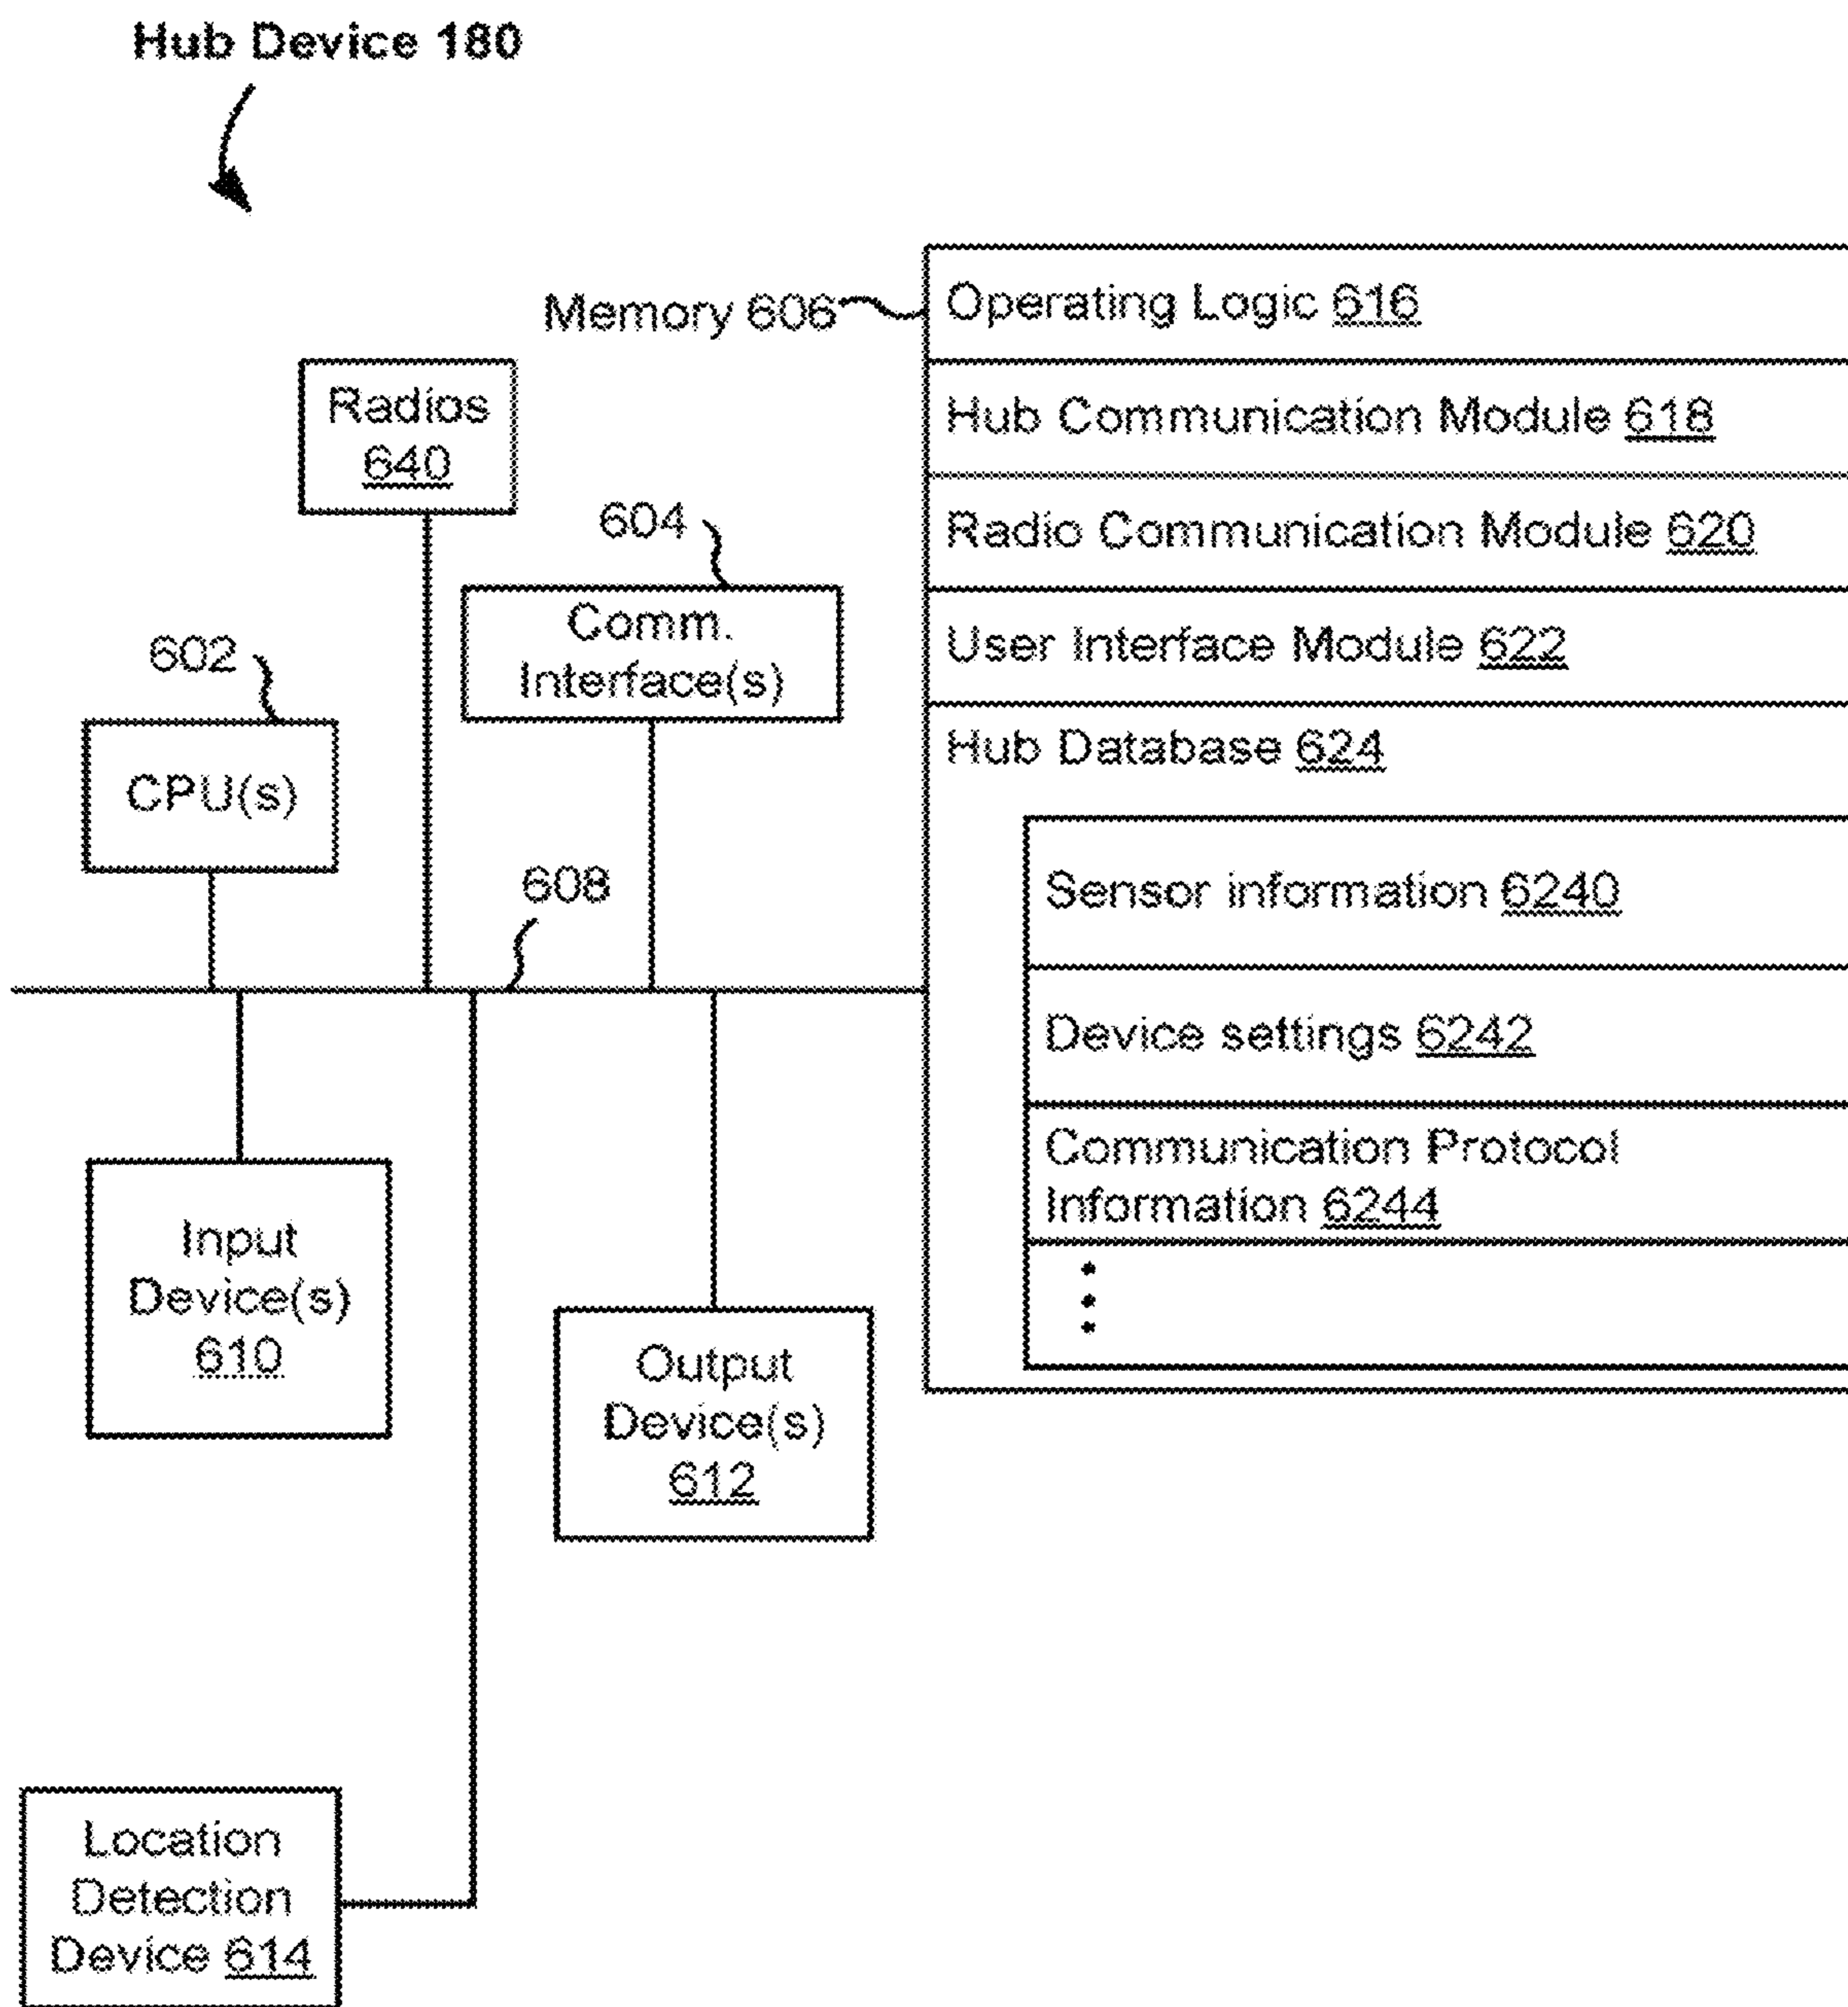 Hub Device 180
Memory 606
Operating Logic 616
Hub Communication Module 618
Radio Communication Module 620
User Interface Module 622
Hub Database 624
Sensor information 6240
Device settings 6242
Communication Protocol
Information 6244
Radios
640
604
Comm.
Interface(s)
602
CPU(s)
608
Input
Device(s)
610
Output
Device(s)
612
Location
Detection
Device 614